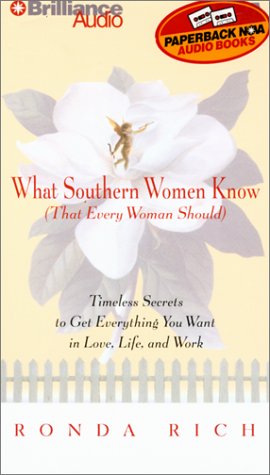 Brilliance
Audio
PAPERBACK NOVA
AUDIO BOOKS
What Southern Women Know
(That Every Woman Should)
Timeless Secrets
to Get Everything You Want
in Love, Life, and Work
RONDA RICH